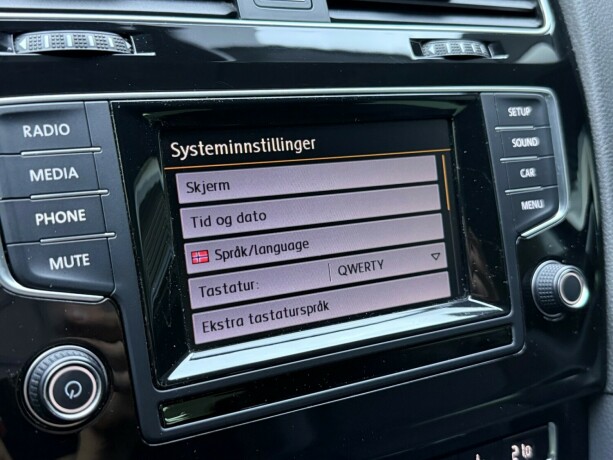 RADIO
MEDIA
PHONE
MUTE
Systeminnstillinger
Skjerm
Tid og dato
Språk/language
Tastatur: QWERTY
Ekstra tastaturspråk
SETUP
SOUND
CAR
MENU